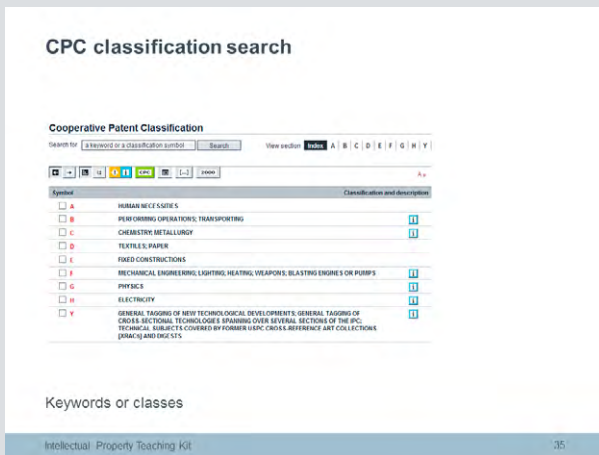 CPC classification search
Cooperative Patent Classification
Search for a keyword or a classification symbol Search View section Index A B C D E F G H Y
CPC 2000
Symbol Classification and description
A HUMAN NECESSITIES
B PERFORMING OPERATIONS; TRANSPORTING i
C CHEMISTRY; METALLURGY i
D TEXTILES; PAPER
E FIXED CONSTRUCTIONS
F MECHANICAL ENGINEERING; LIGHTING; HEATING; WEAPONS; BLASTING ENGINES OR PUMPS i
G PHYSICS i
H ELECTRICITY i
Y GENERAL TAGGING OF NEW TECHNOLOGICAL DEVELOPMENTS; GENERAL TAGGING OF i
CROSS-SECTIONAL TECHNOLOGIES SPANNING OVER SEVERAL SECTIONS OF THE IPC;
TECHNICAL SUBJECTS COVERED BY FORMER USPC CROSS-REFERENCE ART COLLECTIONS
[XRACs] AND DIGESTS
Keywords or classes
Intellectual Property Teaching Kit 35